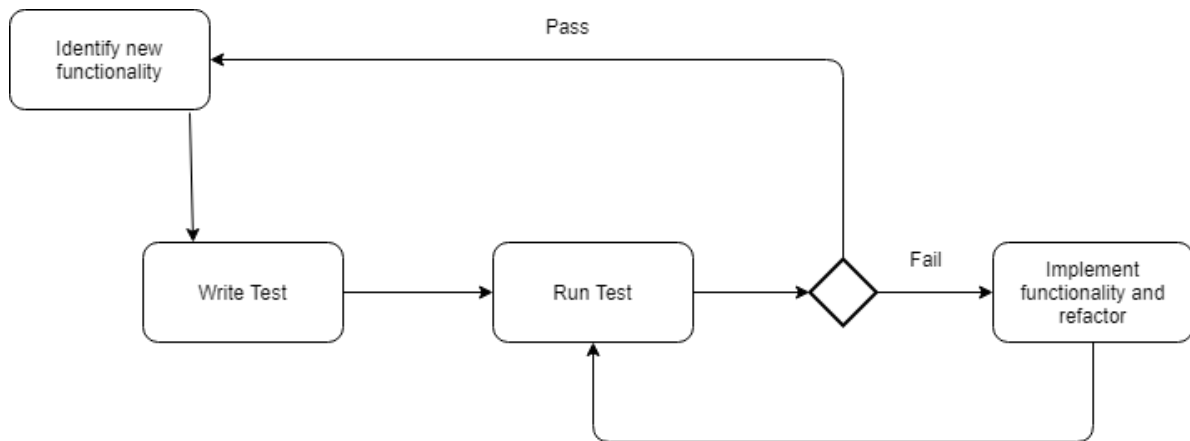 Pass
Identify new
functionality
Write Test
Run Test
Fail
Implement
functionality and
refactor